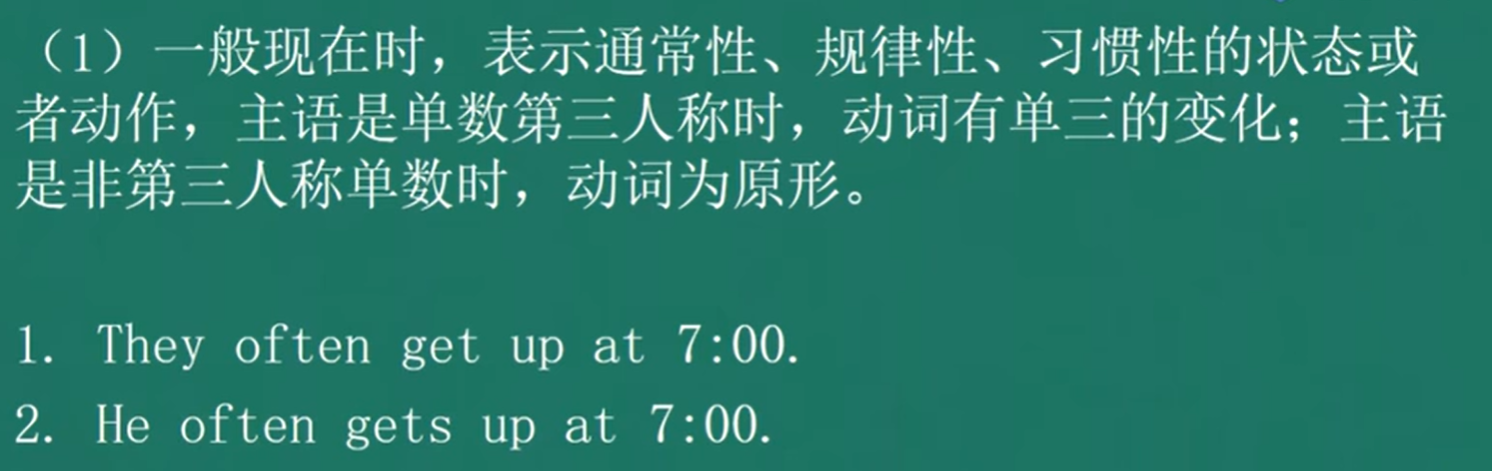 （1）一般现在时，表示通常性、规律性、习惯性的状态或
者动作，主语是单数第三人称时，动词有单三的变化；主语
是非第三人称单数时，动词为原形。
1. They often get up at 7:00.
2. He often gets up at 7:00.